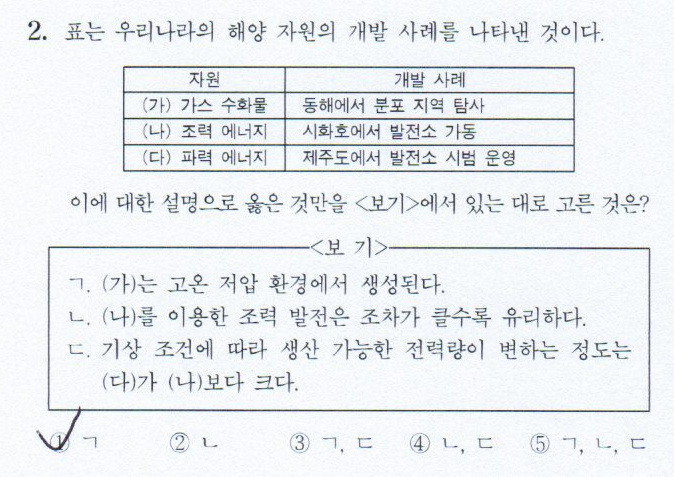 2. 표는 우리나라의 해양 자원의 개발 사례를 나타낸 것이다.
자원 개발 사례
(가) 가스 수화물 동해에서 분포 지역 탐사
(나) 조력 에너지 시화호에서 발전소 가동
(다) 파력 에너지 제주도에서 발전소 시범 운영
이에 대한 설명으로 옳은 것만을 <보기>에서 있는 대로 고른 것은?
<보 기>
ㄱ. (가)는 고온 저압 환경에서 생성된다.
ㄴ. (나)를 이용한 조력 발전은 조차가 클수록 유리하다.
ㄷ. 기상 조건에 따라 생산 가능한 전력량이 변하는 정도는
(다)가 (나)보다 크다.
① ㄱ ② ㄴ ③ ㄱ, ㄷ ④ ㄴ, ㄷ ⑤ ㄱ, ㄴ, ㄷ